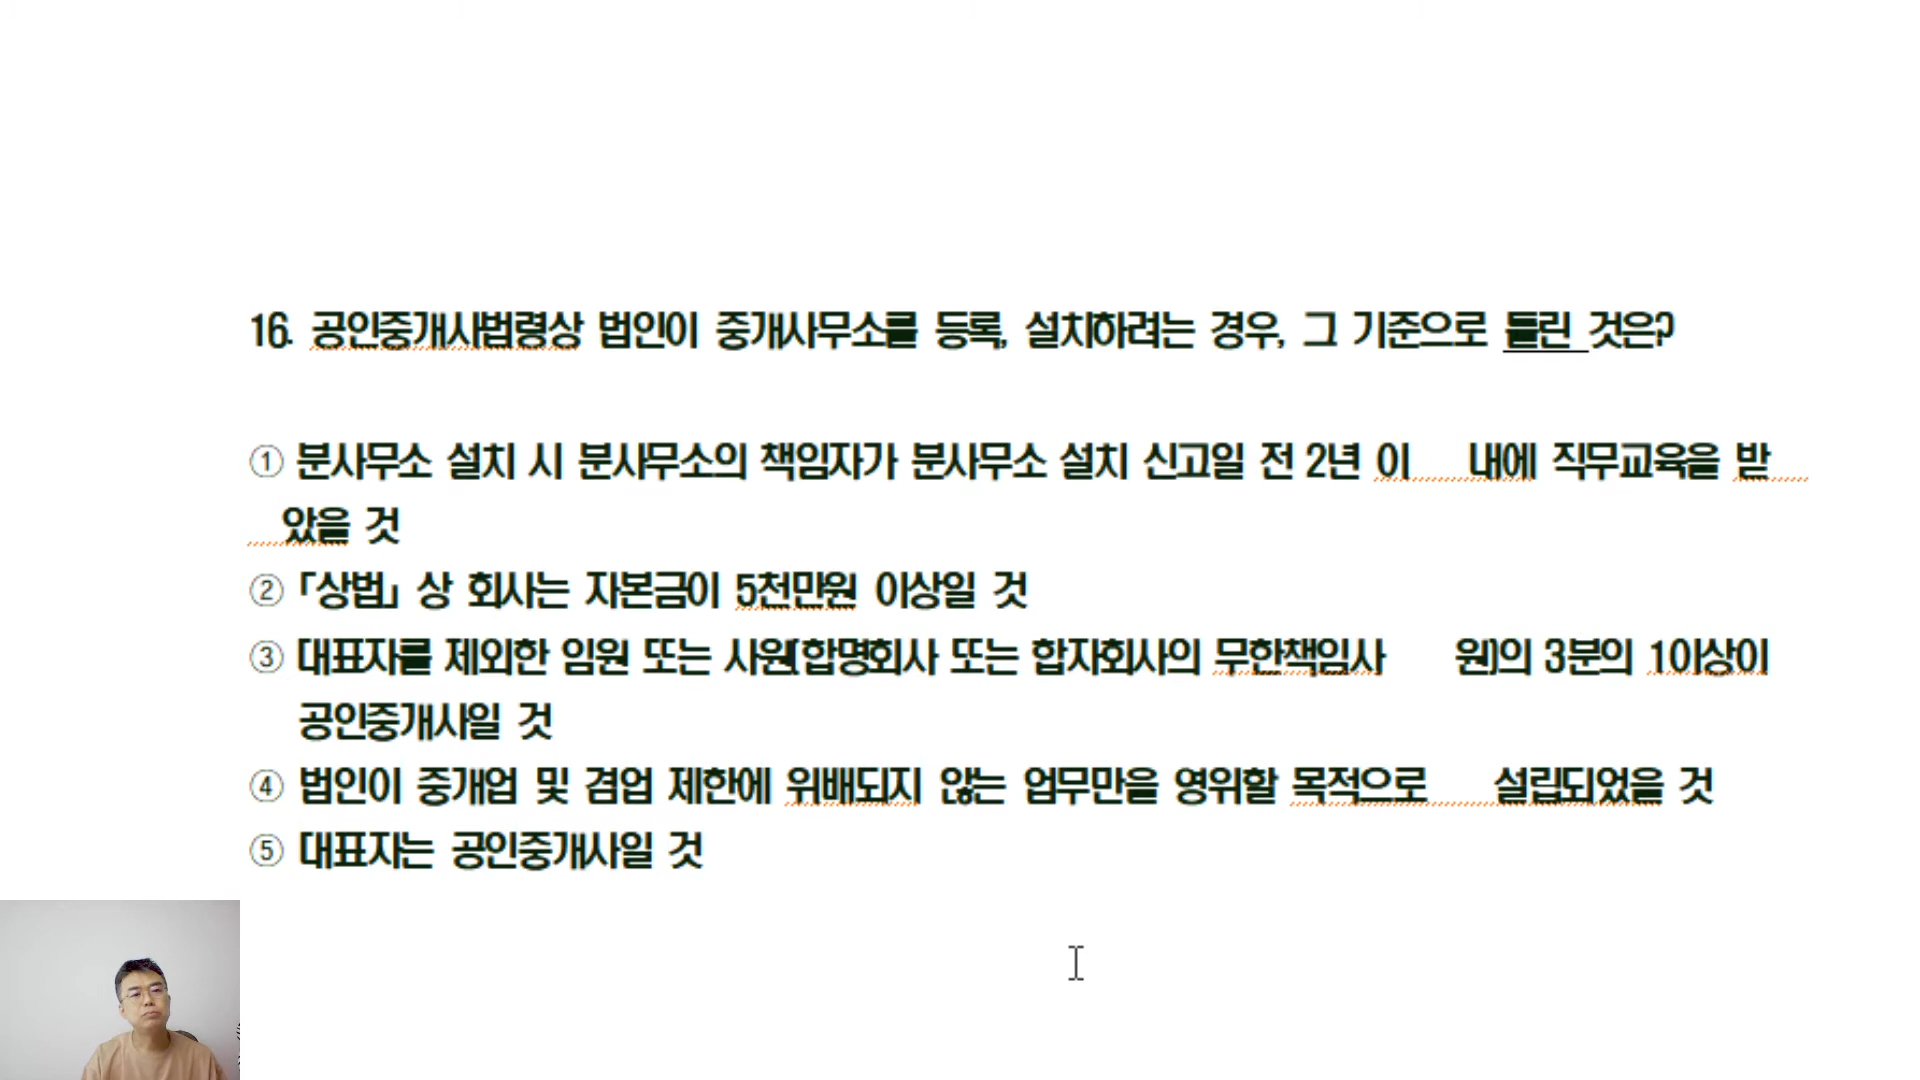 16. 공인중개사법령상 법인이 중개사무소를 등록, 설치하려는 경우, 그 기준으로 틀린 것은?
① 분사무소 설치 시 분사무소의 책임자가 분사무소 설치 신고일 전 2년 이 내에 직무교육을 받
았을 것
② 「상법」 상 회사는 자본금이 5천만원 이상일 것
③ 대표자를 제외한 임원 또는 사원(합명회사 또는 합자회사의 무한책임사 원)의 3분의 1이상이
공인중개사일 것
④ 법인이 중개업 및 겸업 제한에 위배되지 않는 업무만을 영위할 목적으로 설립되었을 것
⑤ 대표자는 공인중개사일 것